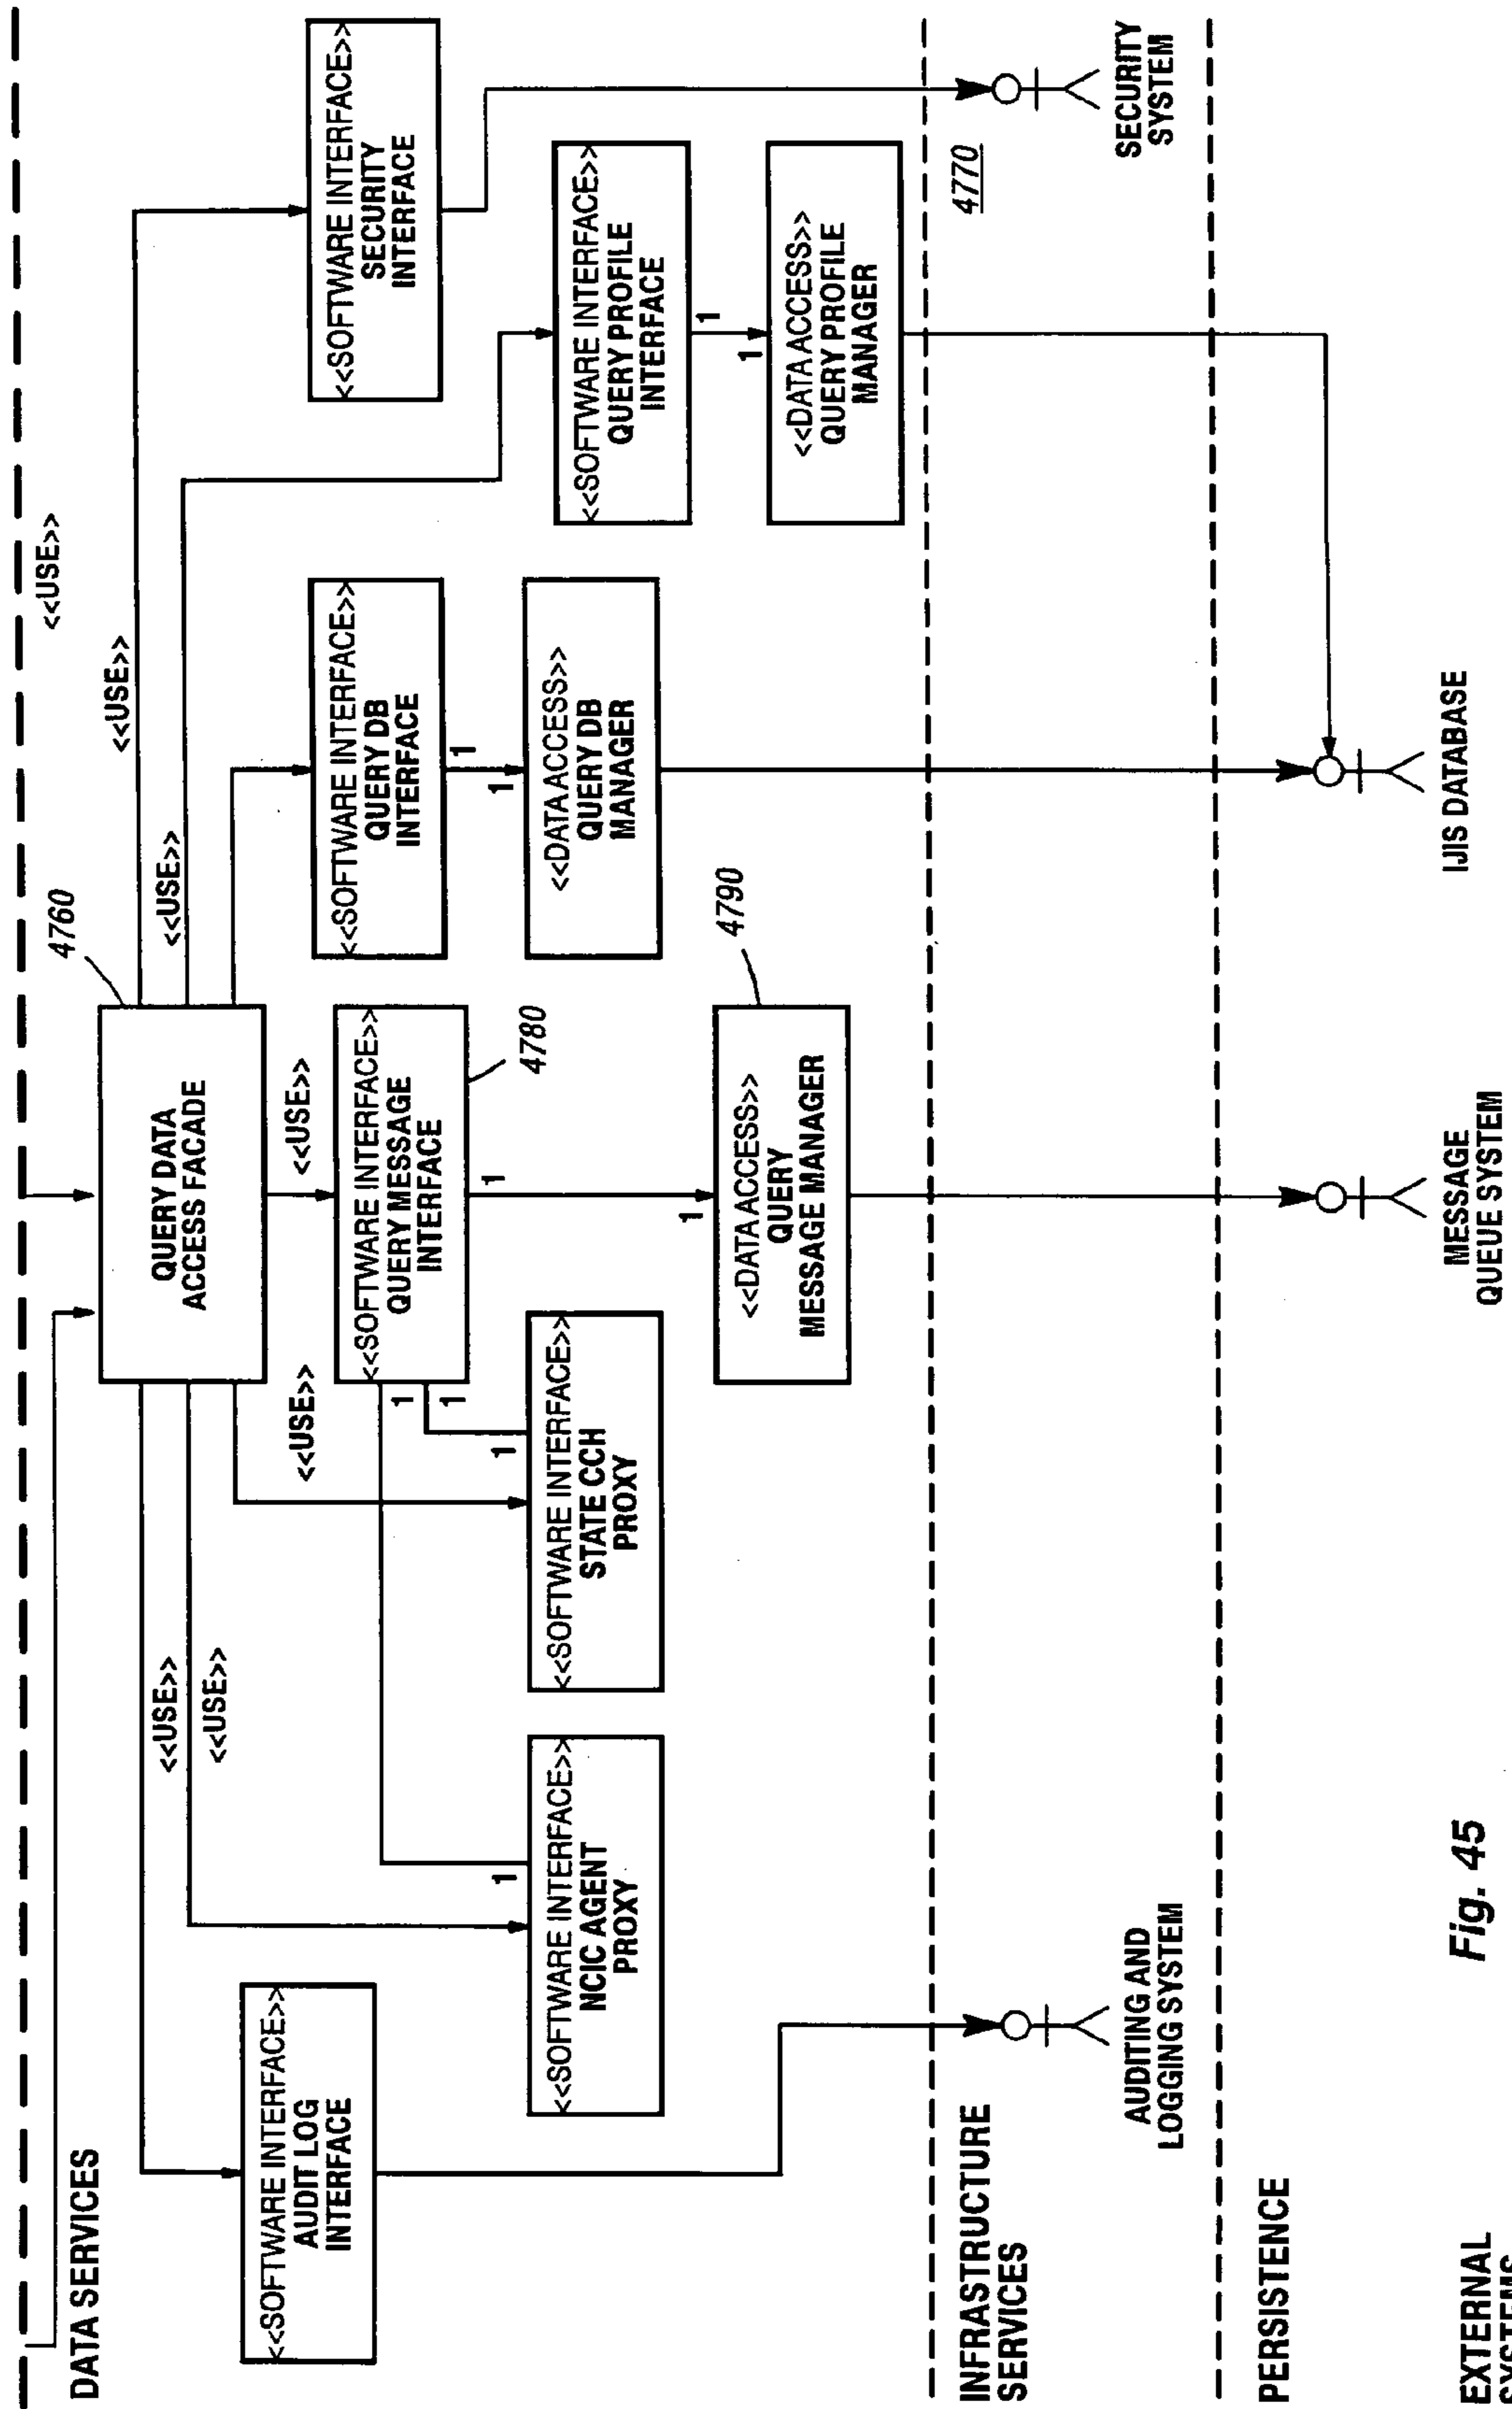 <<USE>>
DATA SERVICES
<<USE>>
<<USE>>
4760
QUERY DATA
ACCESS FACADE
<<USE>>
<<USE>>
<<USE>>
<<USE>>
<<SOFTWARE INTERFACE>>
AUDIT LOG
INTERFACE
<<SOFTWARE INTERFACE>>
QUERY MESSAGE
INTERFACE
4780
<<SOFTWARE INTERFACE>>
QUERY DB
INTERFACE
<<SOFTWARE INTERFACE>>
SECURITY
INTERFACE
1
1
1
1
1
1
1
1
1
1
<<SOFTWARE INTERFACE>>
NCIC AGENT
PROXY
<<SOFTWARE INTERFACE>>
STATE CCH
PROXY
<<DATA ACCESS>>
QUERY DB
MANAGER
<<SOFTWARE INTERFACE>>
QUERY PROFILE
INTERFACE
<<DATA ACCESS>>
QUERY
MESSAGE MANAGER
4790
<<DATA ACCESS>>
QUERY PROFILE
MANAGER
INFRASTRUCTURE
SERVICES
4770
AUDITING AND
LOGGING SYSTEM
SECURITY
SYSTEM
PERSISTENCE
MESSAGE
QUEUE SYSTEM
IJIS DATABASE
EXTERNAL
SYSTEMS
Fig. 45